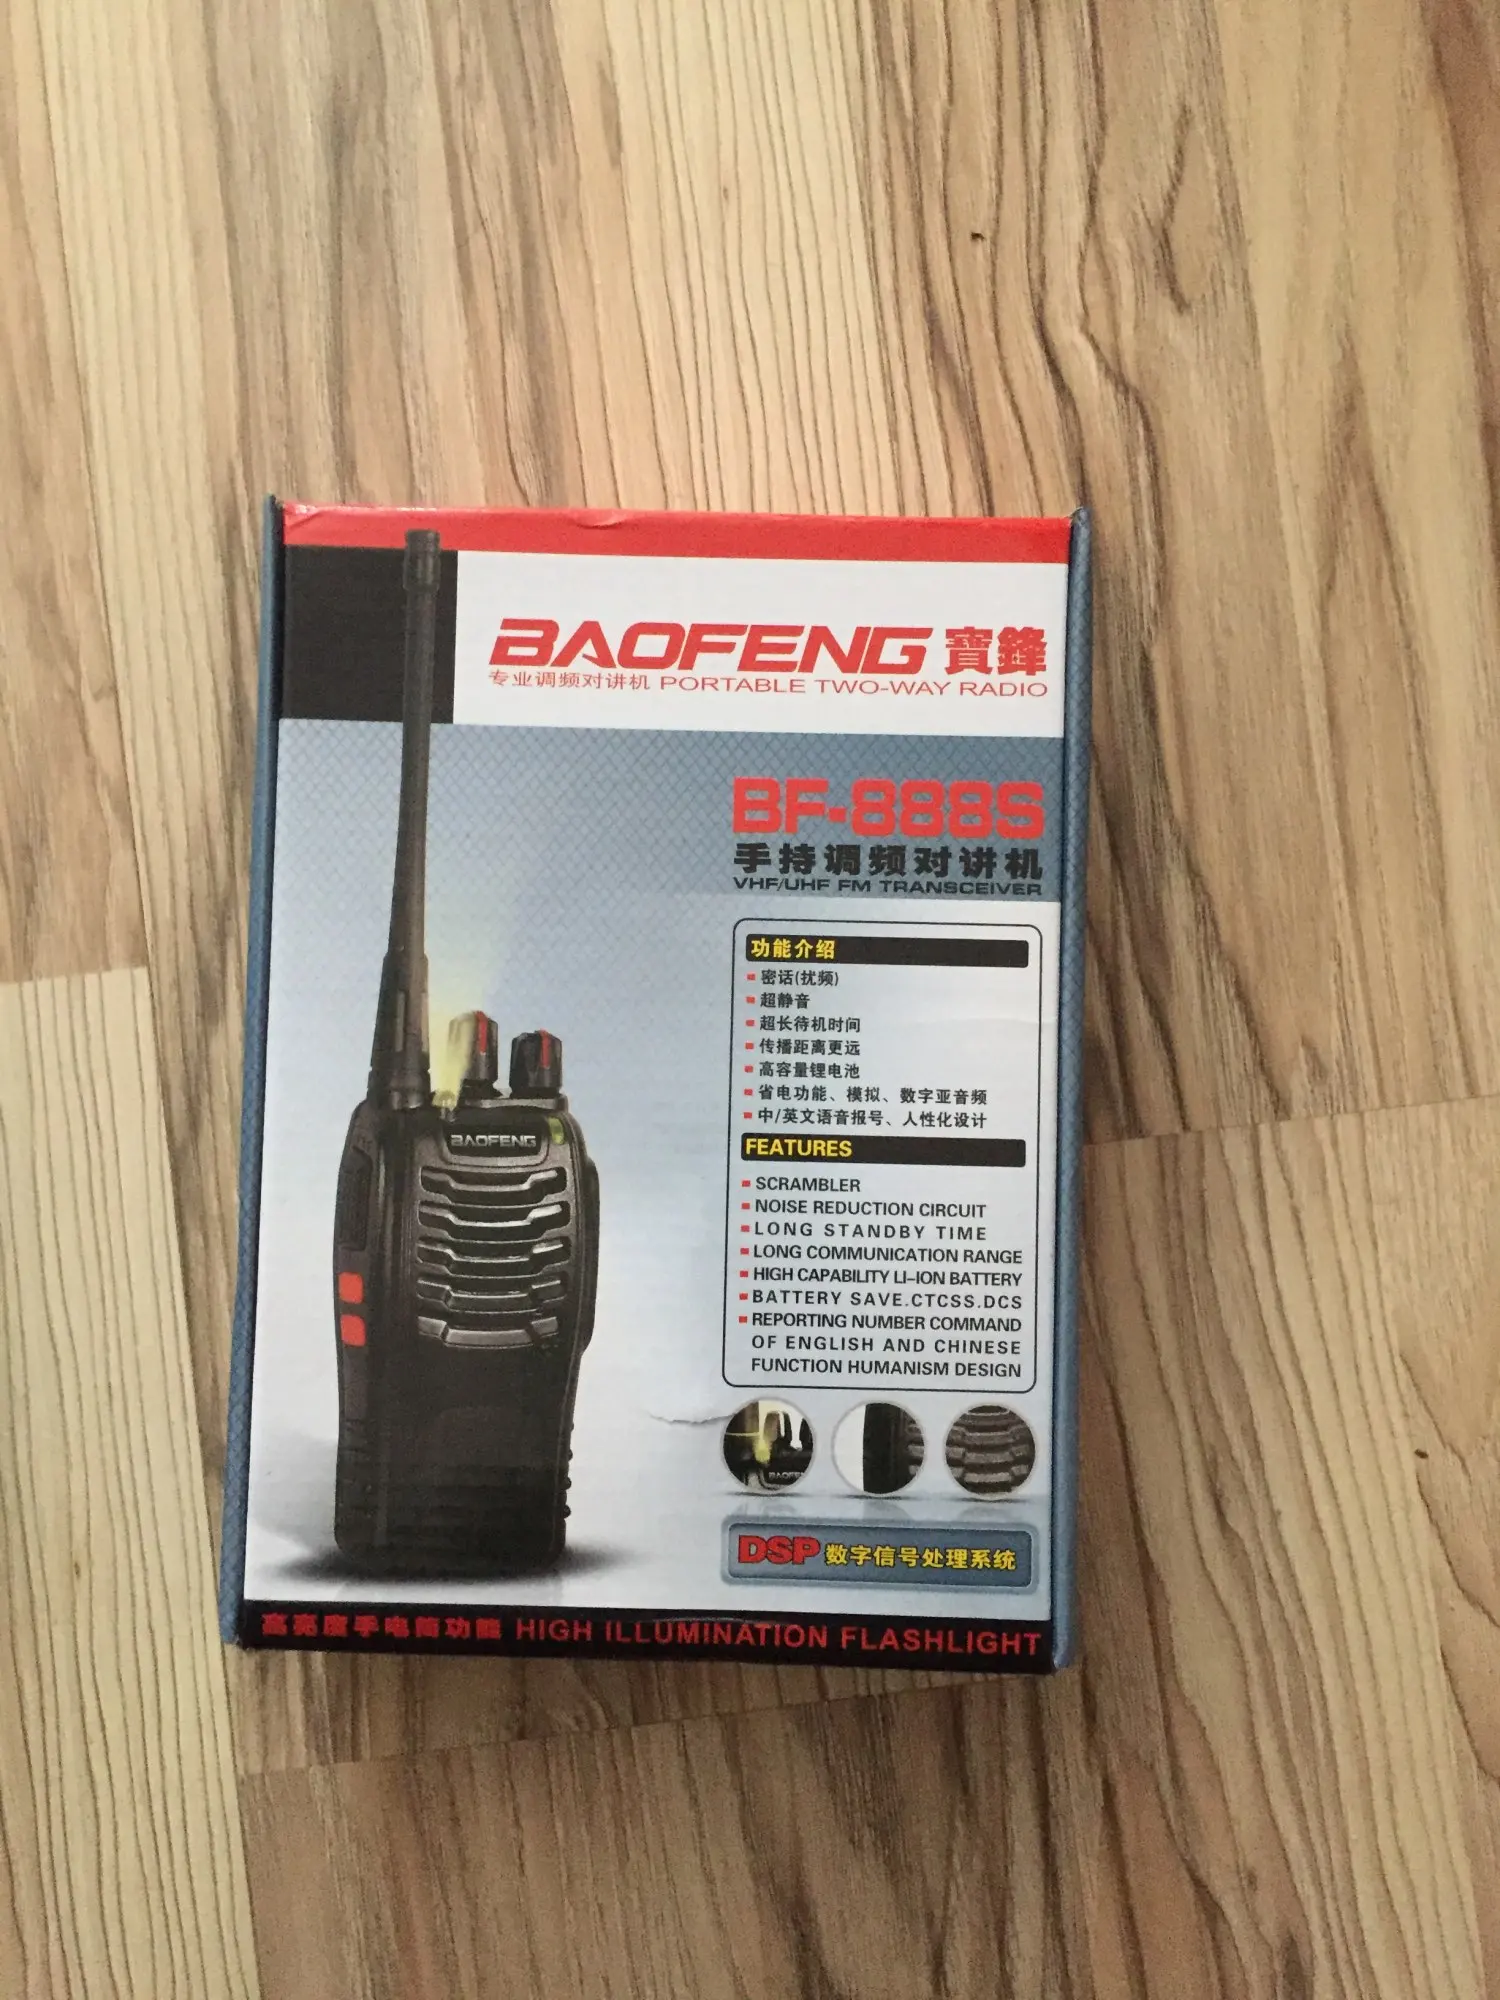 BAOFENG 寶鋒
专业调频对讲机 PORTABLE TWO-WAY RADIO
BF-888S
手持调频对讲机
VHF/UHF FM TRANSCEIVER
功能介绍
密话(扰频)
超静音
超长待机时间
传播距离更远
高容量锂电池
省电功能、模拟、数字亚音频
中/英文语音报号、人性化设计
FEATURES
SCRAMBLER
NOISE REDUCTION CIRCUIT
LONG STANDBY TIME
LONG COMMUNICATION RANGE
HIGH CAPABILITY LI-ION BATTERY
BATTERY SAVE.CTCSS.DCS
REPORTING NUMBER COMMAND
OF ENGLISH AND CHINESE
FUNCTION HUMANISM DESIGN
BAOFENG
BAOFEN
DSP 数字信号处理系统
高亮度手电筒功能 HIGH ILLUMINATION FLASHLIGHT